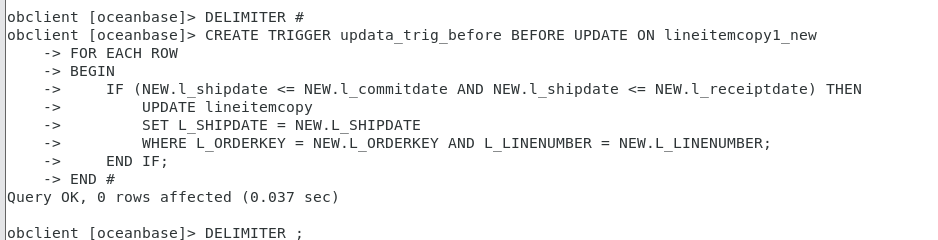 obclient [oceanbase]> DELIMITER #
obclient [oceanbase]> CREATE TRIGGER updata_trig_before BEFORE UPDATE ON lineitemcopy1_new
    -> FOR EACH ROW
    -> BEGIN
    ->     IF (NEW.l_shipdate <= NEW.l_commitdate AND NEW.l_shipdate <= NEW.l_receiptdate) THEN
    ->         UPDATE lineitemcopy
    ->         SET L_SHIPDATE = NEW.L_SHIPDATE
    ->         WHERE L_ORDERKEY = NEW.L_ORDERKEY AND L_LINENUMBER = NEW.L_LINENUMBER;
    ->     END IF;
    -> END #
Query OK, 0 rows affected (0.037 sec)

obclient [oceanbase]> DELIMITER ;